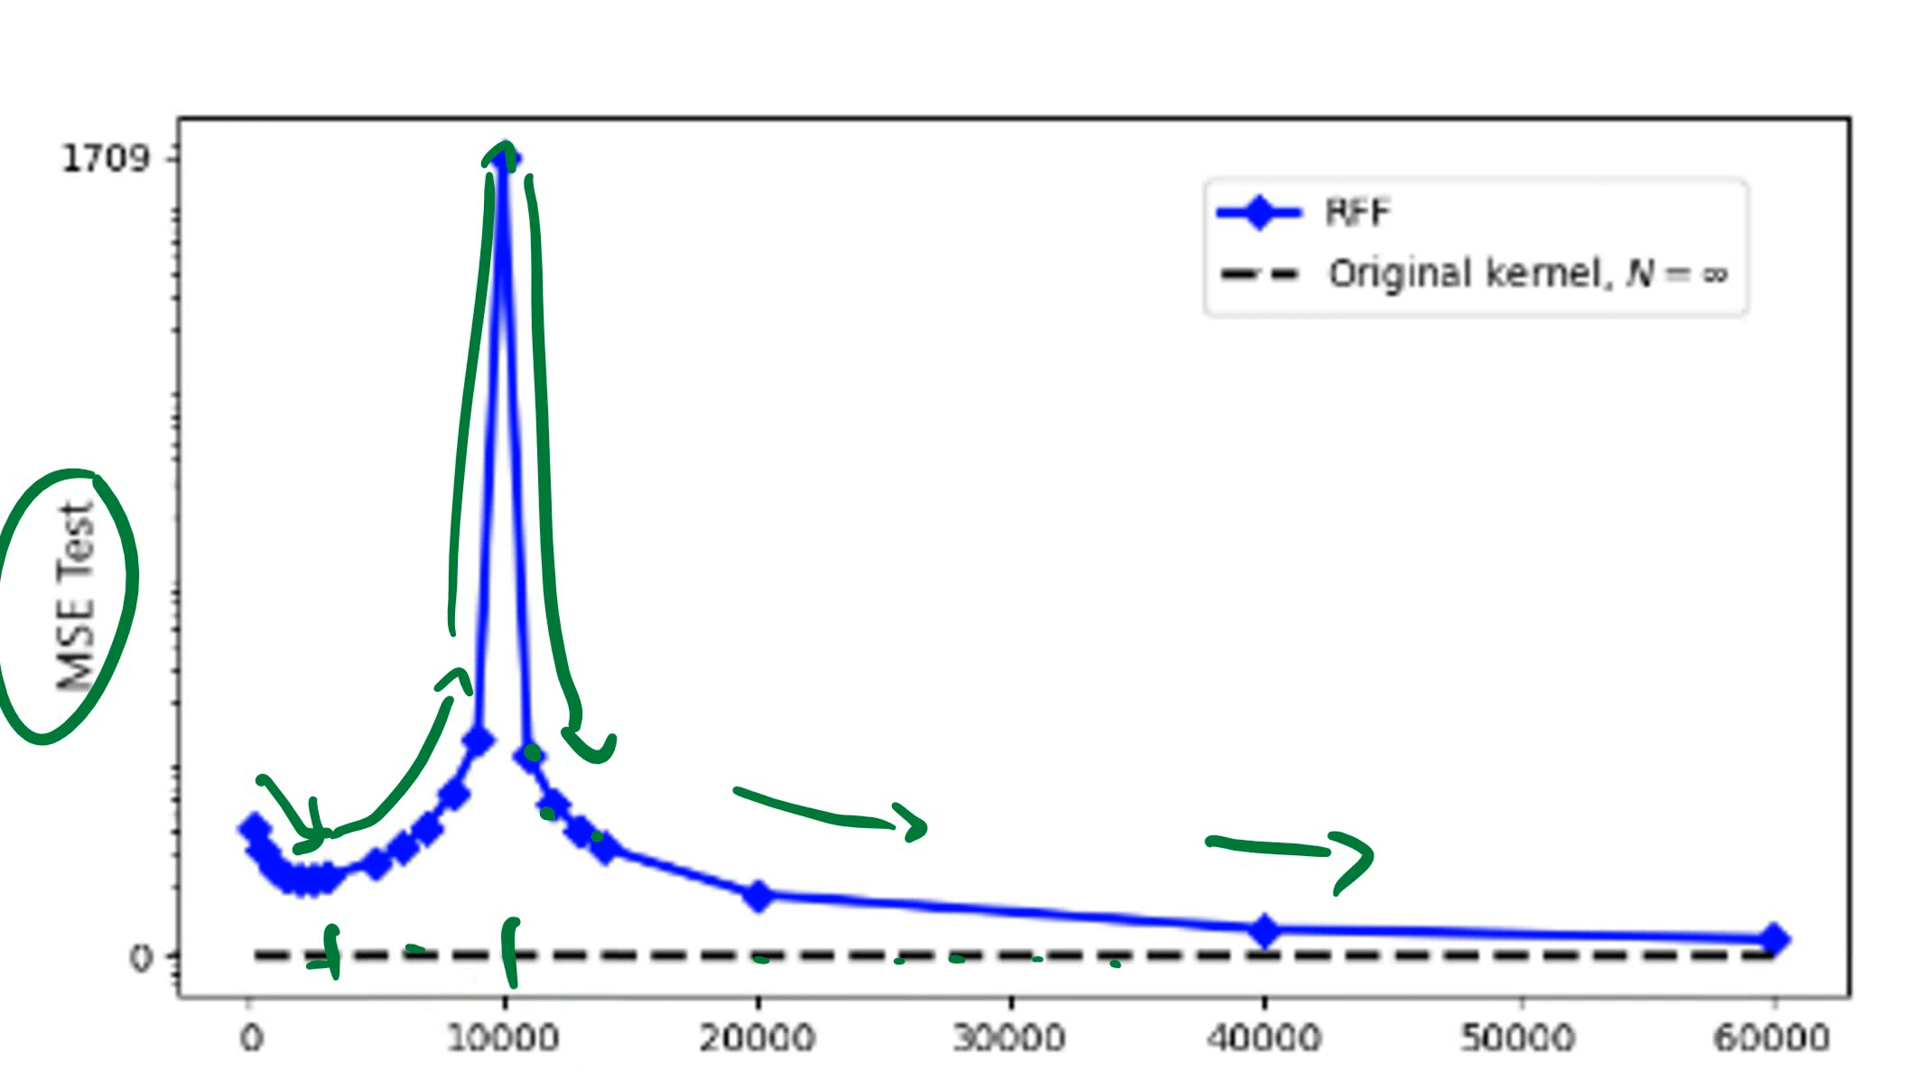 1709
RFF
Original kernel, N = ∞
MSE Test
0
0 10000 20000 30000 40000 50000 60000